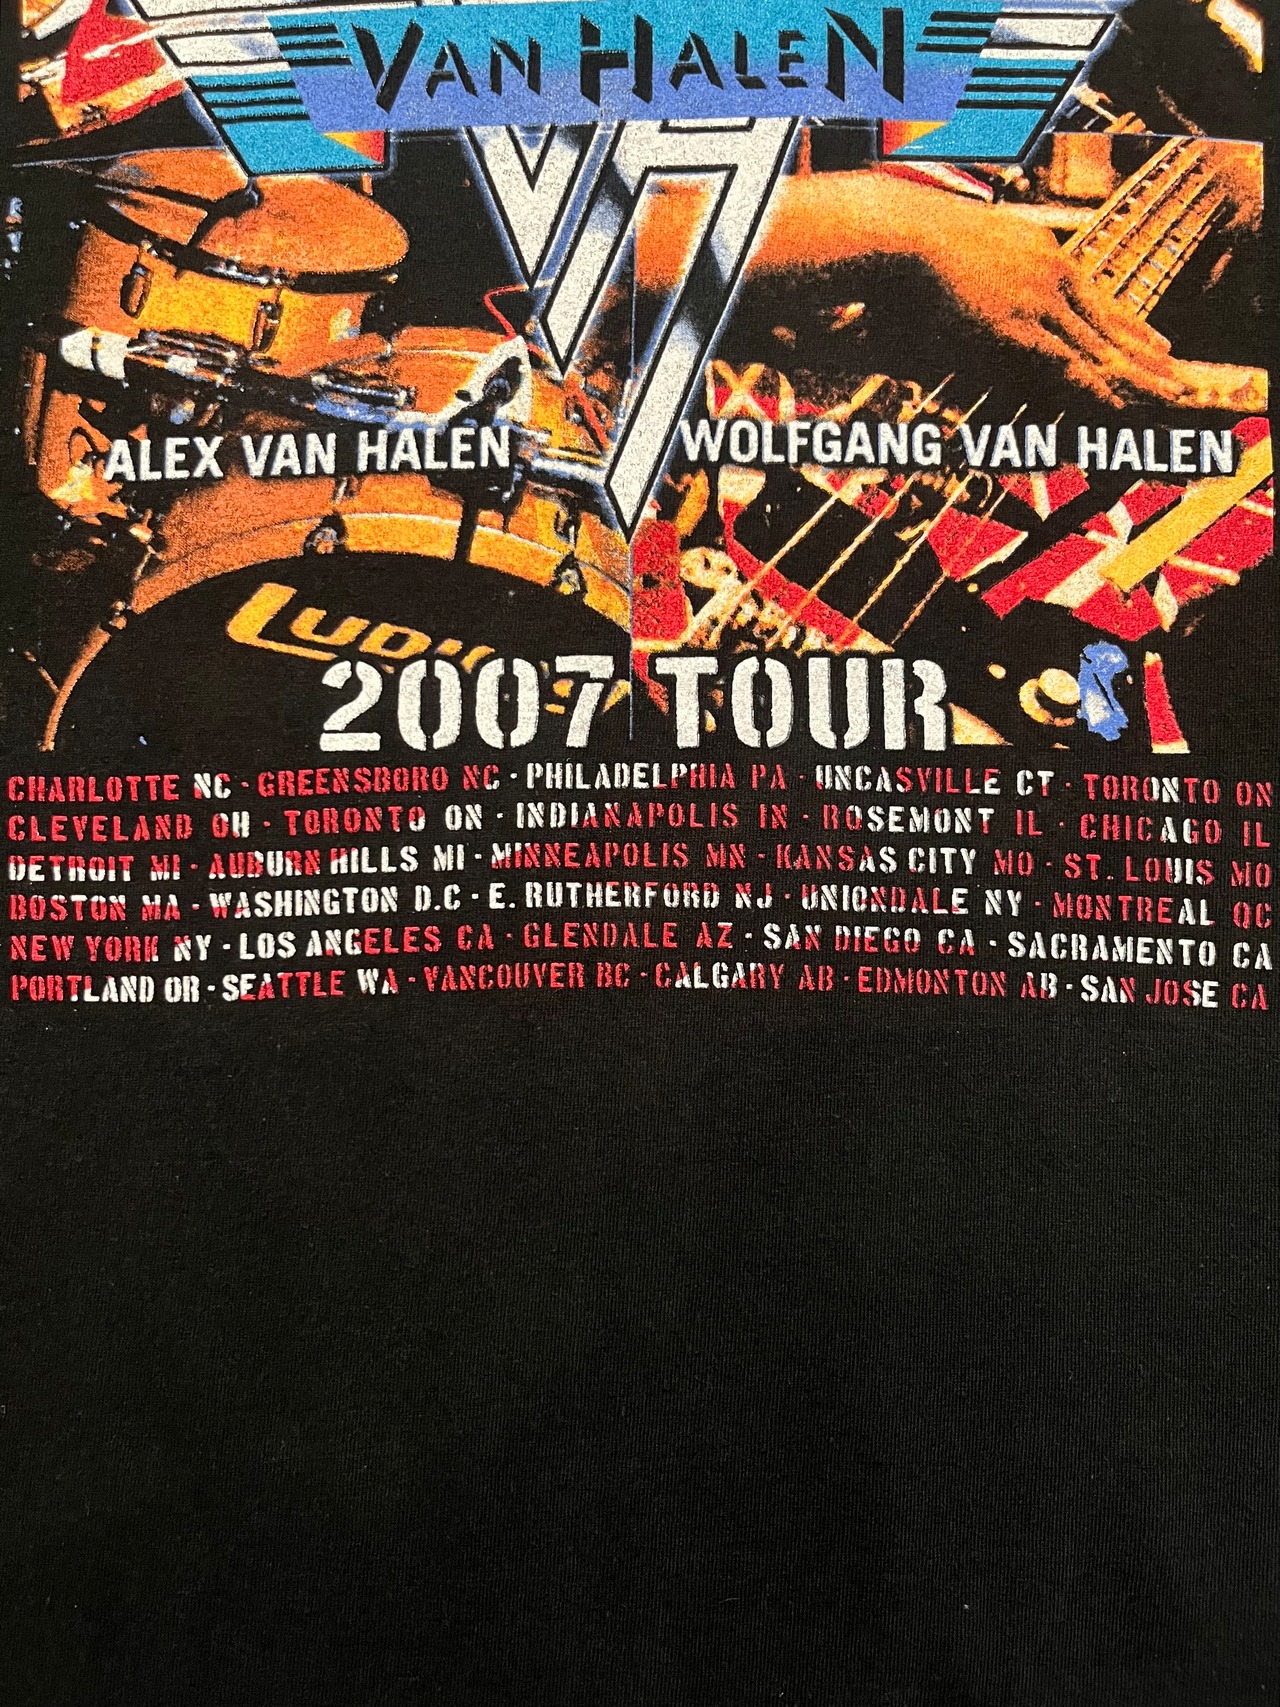 VAN HALEN
VH
ALEX VAN HALEN
WOLFGANG VAN HALEN
LUDW
2007 TOUR
CHARLOTTE NC · GREENSBORO NC · PHILADELPHIA PA · UNCASVILLE CT · TORONTO ON
CLEVELAND OH · TORONTO ON · INDIANAPOLIS IN · ROSEMONT IL · CHICAGO IL
DETROIT MI · AUBURN HILLS MI · MINNEAPOLIS MN · KANSAS CITY MO · ST. LOUIS MO
BOSTON MA · WASHINGTON D.C · E. RUTHERFORD NJ · UNIONDALE NY · MONTREAL QC
NEW YORK NY · LOS ANGELES CA · GLENDALE AZ · SAN DIEGO CA · SACRAMENTO CA
PORTLAND OR · SEATTLE WA · VANCOUVER BC · CALGARY AB · EDMONTON AB · SAN JOSE CA